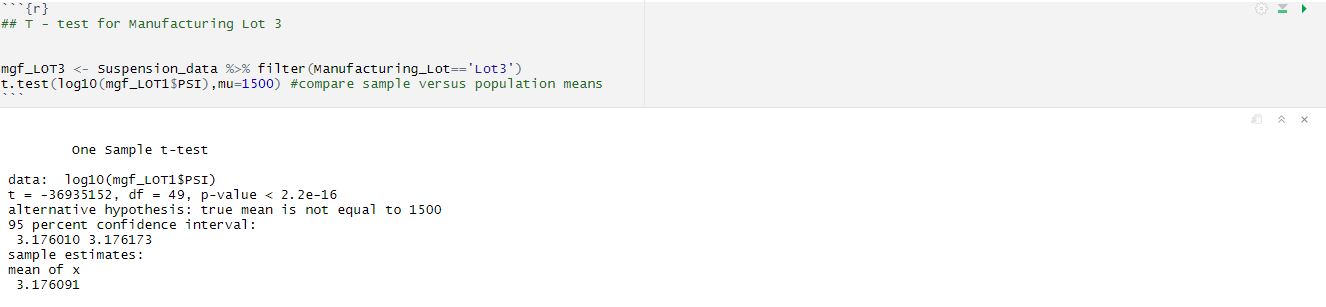 ```{r}
## T - test for Manufacturing Lot 3
mgf_LOT3 <- Suspension_data %>% filter(Manufacturing_Lot=='Lot3')
t.test(log10(mgf_LOT1$PSI),mu=1500) #compare sample versus population means
```
One Sample t-test
data:  log10(mgf_LOT1$PSI)
t = -36935152, df = 49, p-value < 2.2e-16
alternative hypothesis: true mean is not equal to 1500
95 percent confidence interval:
3.176010 3.176173
sample estimates:
mean of x
3.176091